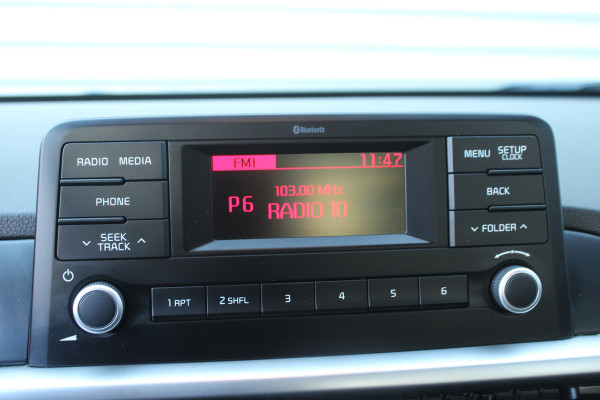 Bluetooth
RADIO MEDIA
PHONE
SEEK
TRACK
FM1 11:47
103.00 MHz
P6 RADIO 10
MENU SETUP
CLOCK
BACK
FOLDER
1 RPT 2 SHFL 3 4 5 6